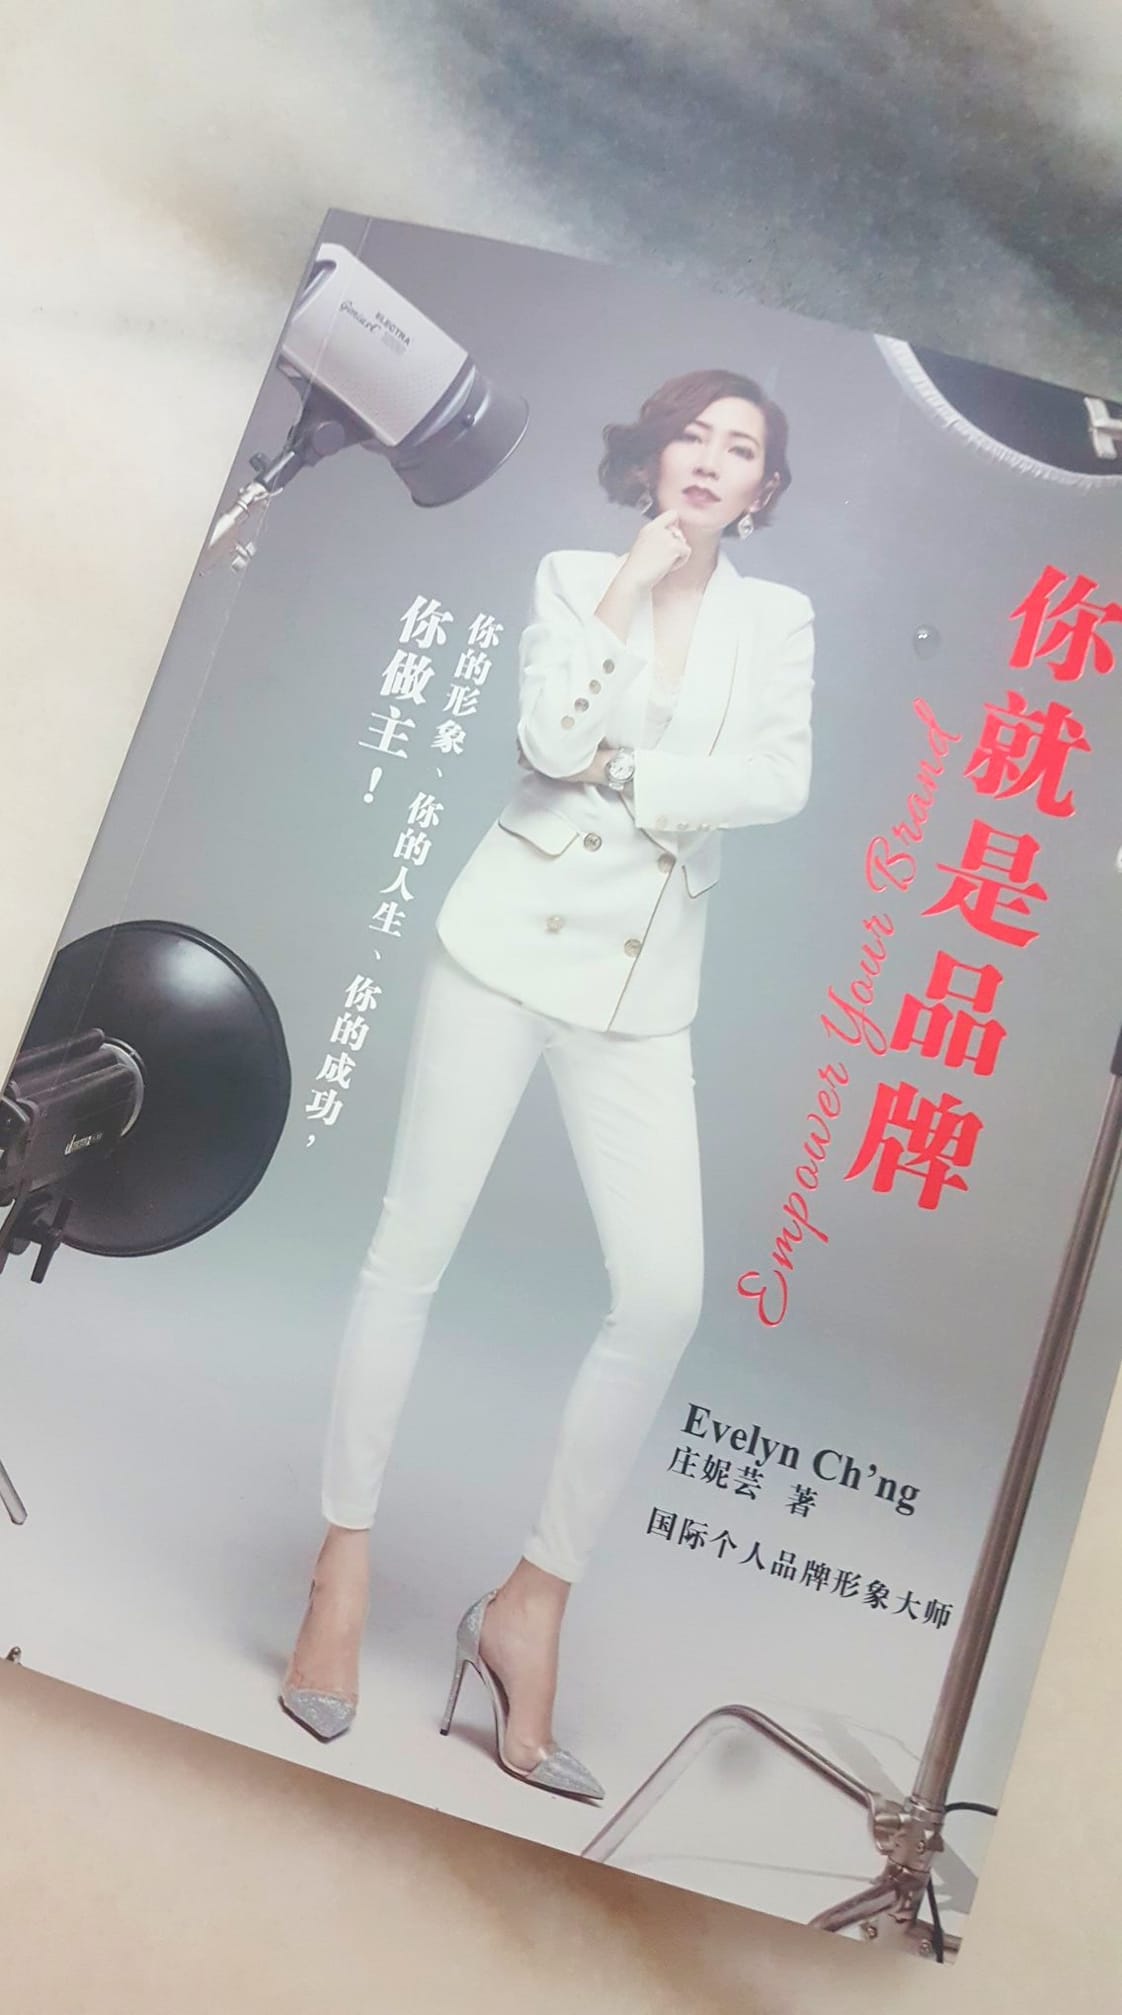 你就是品牌
Empower Your Brand
你的形象、你的人生、你的成功，
你做主！
Evelyn Ch'ng
庄妮芸 著
国际个人品牌形象大师
ELECTRA